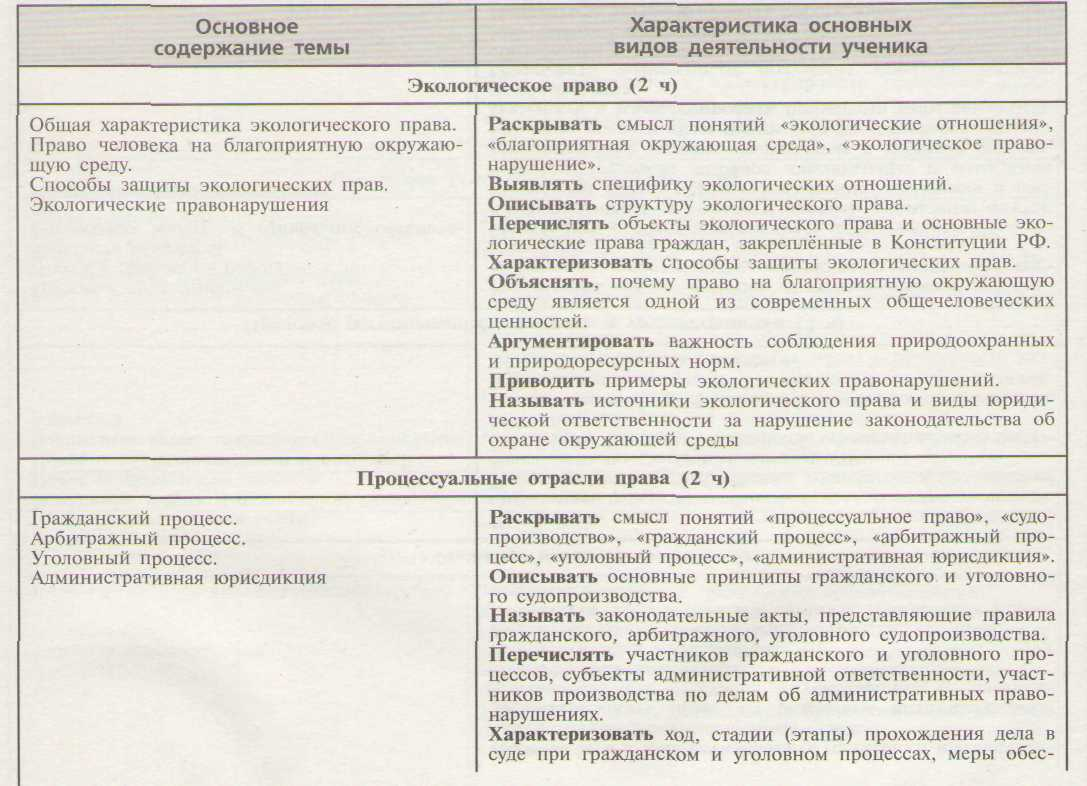 Основное
содержание темы
Характеристика основных
видов деятельности ученика
Экологическое право (2 ч)
Общая характеристика экологического права.
Право человека на благоприятную окружаю-
щую среду.
Способы защиты экологических прав.
Экологические правонарушения
Раскрывать смысл понятий «экологические отношения»,
«благоприятная окружающая среда», «экологическое право-
нарушение».
Выявлять специфику экологических отношений.
Описывать структуру экологического права.
Перечислять объекты экологического права и основные эко-
логические права граждан, закреплённые в Конституции РФ.
Характеризовать способы защиты экологических прав.
Объяснять, почему право на благоприятную окружающую
среду является одной из современных общечеловеческих
ценностей.
Аргументировать важность соблюдения природоохранных
и природоресурсных норм.
Приводить примеры экологических правонарушений.
Называть источники экологического права и виды юриди-
ческой ответственности за нарушение законодательства об
охране окружающей среды
Процессуальные отрасли права (2 ч)
Гражданский процесс.
Арбитражный процесс.
Уголовный процесс.
Административная юрисдикция
Раскрывать смысл понятий «процессуальное право», «судо-
производство», «гражданский процесс», «арбитражный про-
цесс», «уголовный процесс», «административная юрисдикция».
Описывать основные принципы гражданского и уголовно-
го судопроизводства.
Называть законодательные акты, представляющие правила
гражданского, арбитражного, уголовного судопроизводства.
Перечислять участников гражданского и уголовного про-
цессов, субъекты административной ответственности, участ-
ников производства по делам об административных право-
нарушениях.
Характеризовать ход, стадии (этапы) прохождения дела в
суде при гражданском и уголовном процессах, меры обес-